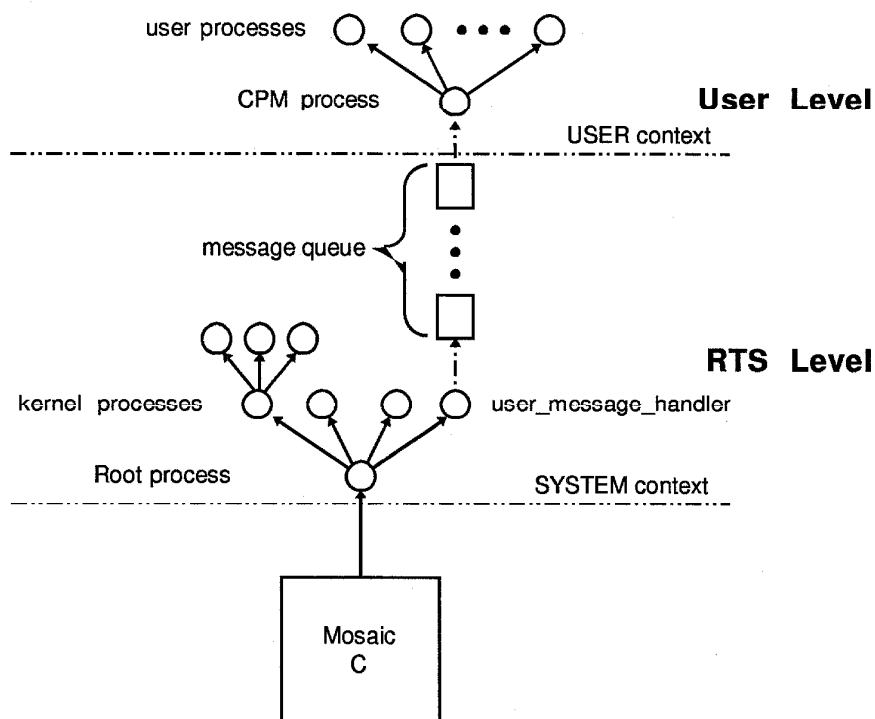 user processes
CPM process
User Level
USER context
message queue
RTS Level
kernel processes
user_message_handler
Root process
SYSTEM context
Mosaic
C